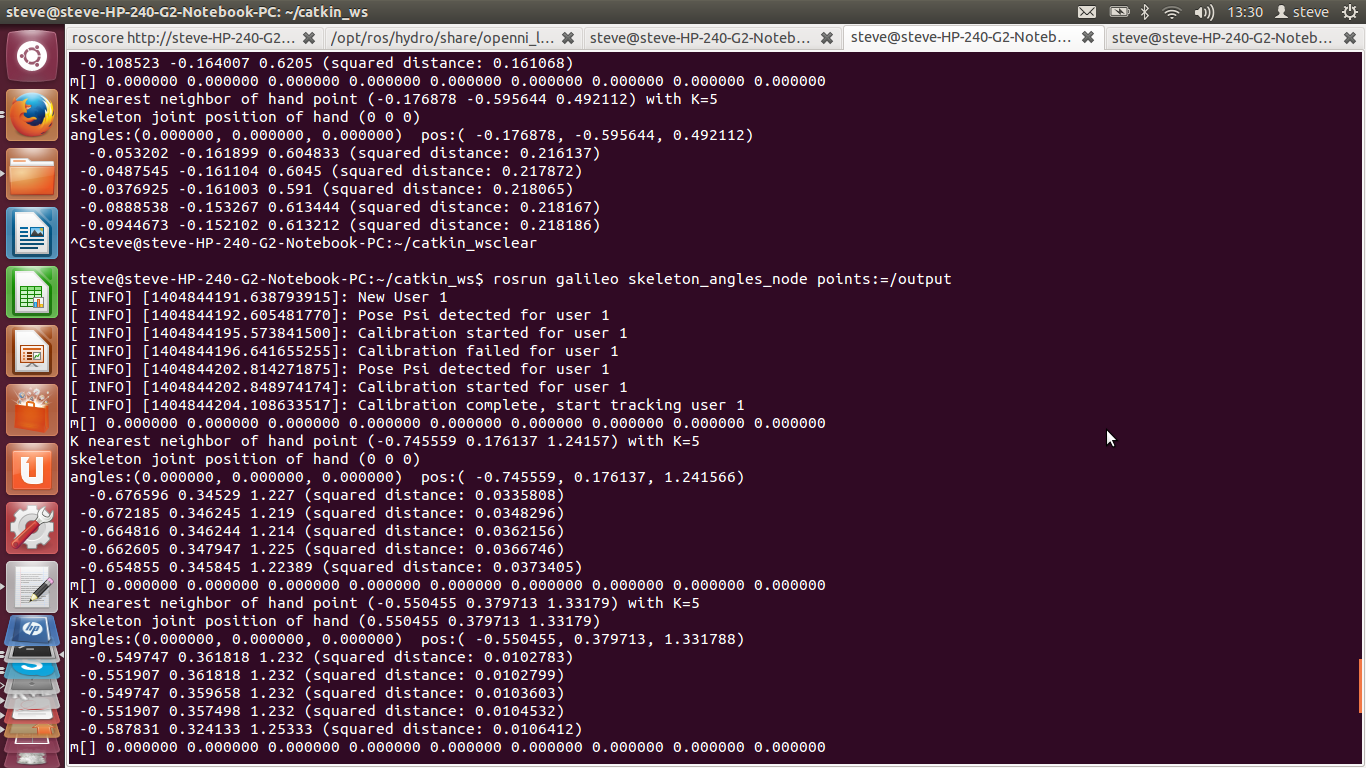 steve@steve-HP-240-G2-Notebook-PC: ~/catkin_ws
13:30
steve
roscore http://steve-HP-240-G2...
/opt/ros/hydro/share/openni_l...
steve@steve-HP-240-G2-Noteb...
steve@steve-HP-240-G2-Noteb...
steve@steve-HP-240-G2-Noteb...
-0.108523 -0.164007 0.6205 (squared distance: 0.161068)
m[] 0.000000 0.000000 0.000000 0.000000 0.000000 0.000000 0.000000 0.000000
K nearest neighbor of hand point (-0.176878 -0.595644 0.492112) with K=5
skeleton joint position of hand (0 0 0)
angles:(0.000000, 0.000000, 0.000000)  pos:( -0.176878, -0.595644, 0.492112)
-0.053202 -0.161899 0.604833 (squared distance: 0.216137)
-0.0487545 -0.161104 0.6045 (squared distance: 0.217872)
-0.0376925 -0.161003 0.591 (squared distance: 0.218065)
-0.0888538 -0.153267 0.613444 (squared distance: 0.218167)
-0.0944673 -0.152102 0.613212 (squared distance: 0.218186)
^Csteve@steve-HP-240-G2-Notebook-PC:~/catkin_wsclear
steve@steve-HP-240-G2-Notebook-PC:~/catkin_ws$ rosrun galileo skeleton_angles_node points:=/output
[ INFO] [1404844191.638793915]: New User 1
[ INFO] [1404844192.605481770]: Pose Psi detected for user 1
[ INFO] [1404844195.573841500]: Calibration started for user 1
[ INFO] [1404844196.641655255]: Calibration failed for user 1
[ INFO] [1404844202.814271875]: Pose Psi detected for user 1
[ INFO] [1404844202.848974174]: Calibration started for user 1
[ INFO] [1404844204.108633517]: Calibration complete, start tracking user 1
m[] 0.000000 0.000000 0.000000 0.000000 0.000000 0.000000 0.000000 0.000000
K nearest neighbor of hand point (-0.745559 0.176137 1.24157) with K=5
skeleton joint position of hand (0 0 0)
angles:(0.000000, 0.000000, 0.000000)  pos:( -0.745559, 0.176137, 1.241566)
-0.676596 0.34529 1.227 (squared distance: 0.0335808)
-0.672185 0.346245 1.219 (squared distance: 0.0348296)
-0.664816 0.346244 1.214 (squared distance: 0.0362156)
-0.662605 0.347947 1.225 (squared distance: 0.0366746)
-0.654855 0.345845 1.22389 (squared distance: 0.0373405)
m[] 0.000000 0.000000 0.000000 0.000000 0.000000 0.000000 0.000000 0.000000
K nearest neighbor of hand point (-0.550455 0.379713 1.33179) with K=5
skeleton joint position of hand (0.550455 0.379713 1.33179)
angles:(0.000000, 0.000000, 0.000000)  pos:( -0.550455, 0.379713, 1.331788)
-0.549747 0.361818 1.232 (squared distance: 0.0102783)
-0.551907 0.361818 1.232 (squared distance: 0.0102799)
-0.549747 0.359658 1.232 (squared distance: 0.0103603)
-0.551907 0.357498 1.232 (squared distance: 0.0104532)
-0.587831 0.324133 1.25333 (squared distance: 0.0106412)
m[] 0.000000 0.000000 0.000000 0.000000 0.000000 0.000000 0.000000 0.000000